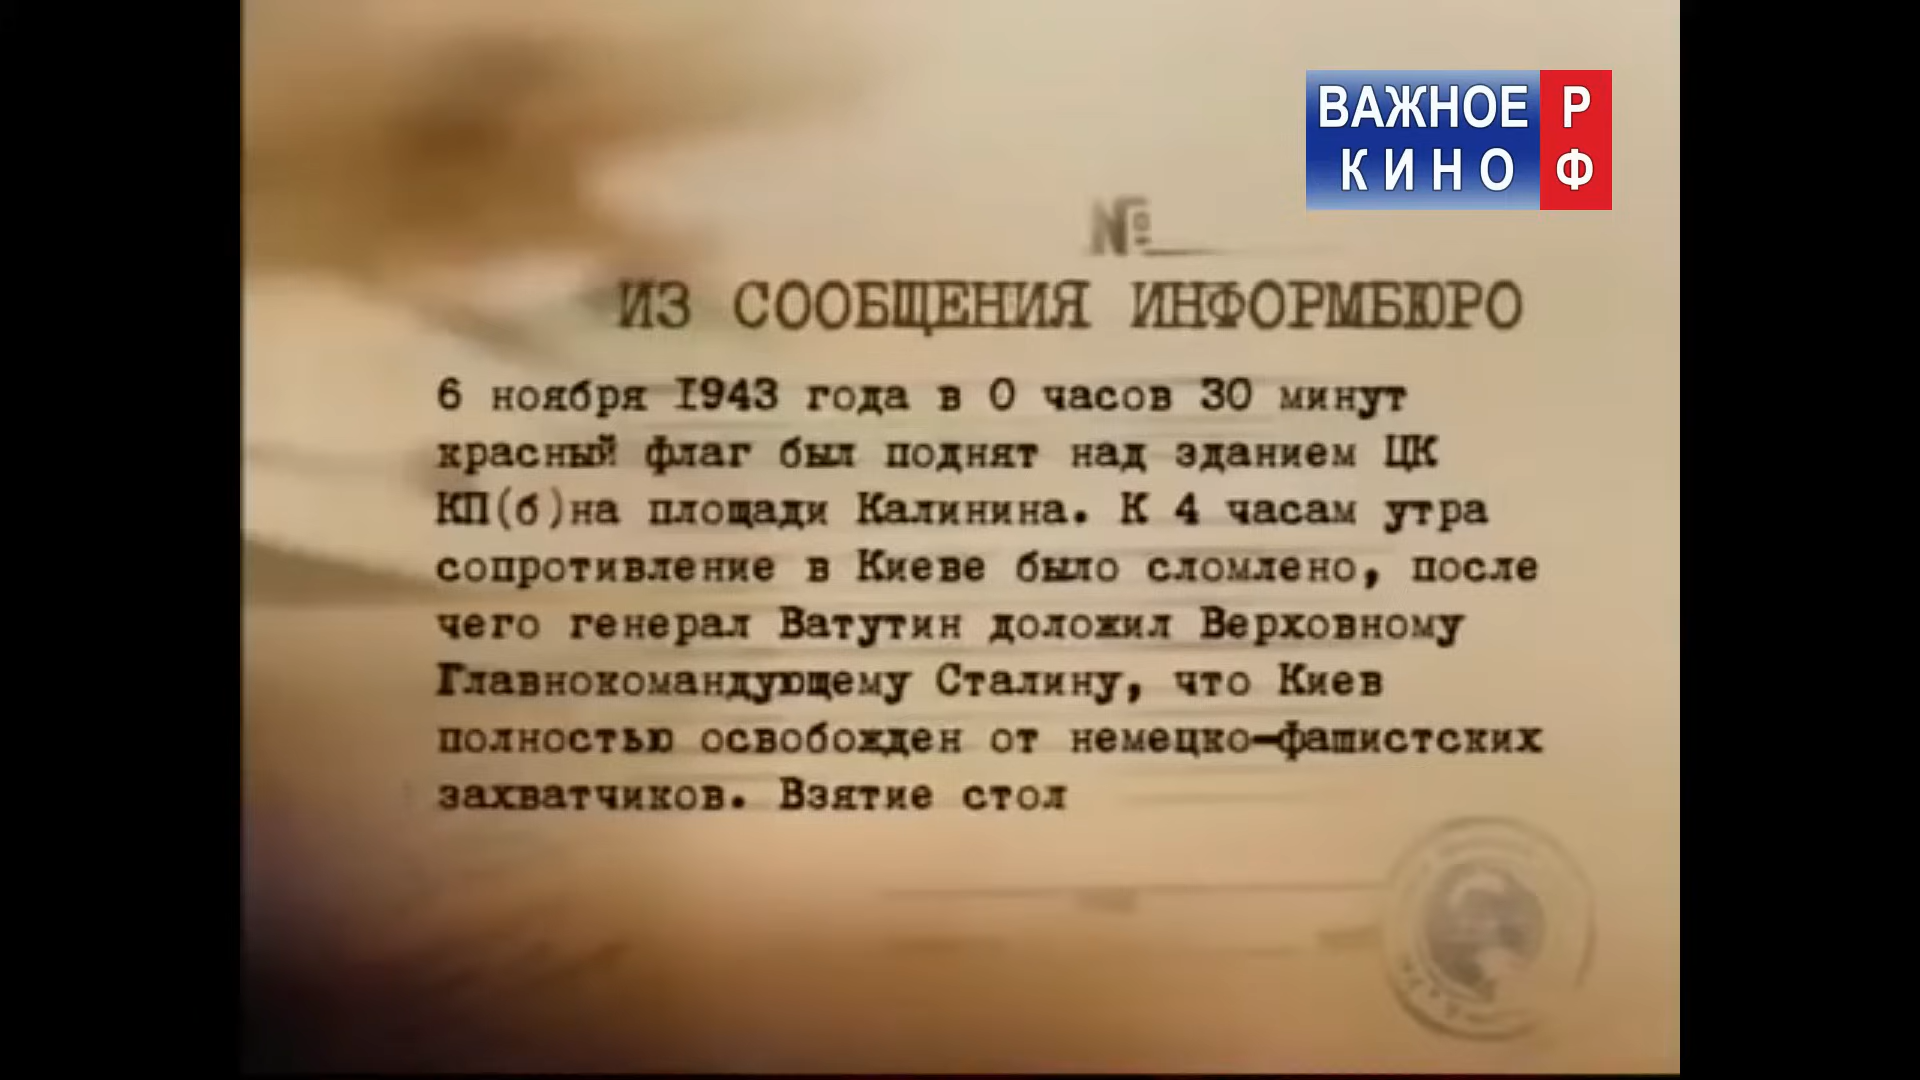 ВАЖНОЕ РФ
КИНО
№
ИЗ СООБЩЕНИЯ ИНФОРМБЮРО
6 ноября 1943 года в 0 часов 30 минут
красный флаг был поднят над зданием ЦК
КП(б)на площади Калинина. К 4 часам утра
сопротивление в Киеве было сломлено, после
чего генерал Ватутин доложил Верховному
Главнокомандующему Сталину, что Киев
полностью освобожден от немецко-фашистских
захватчиков. Взятие стол